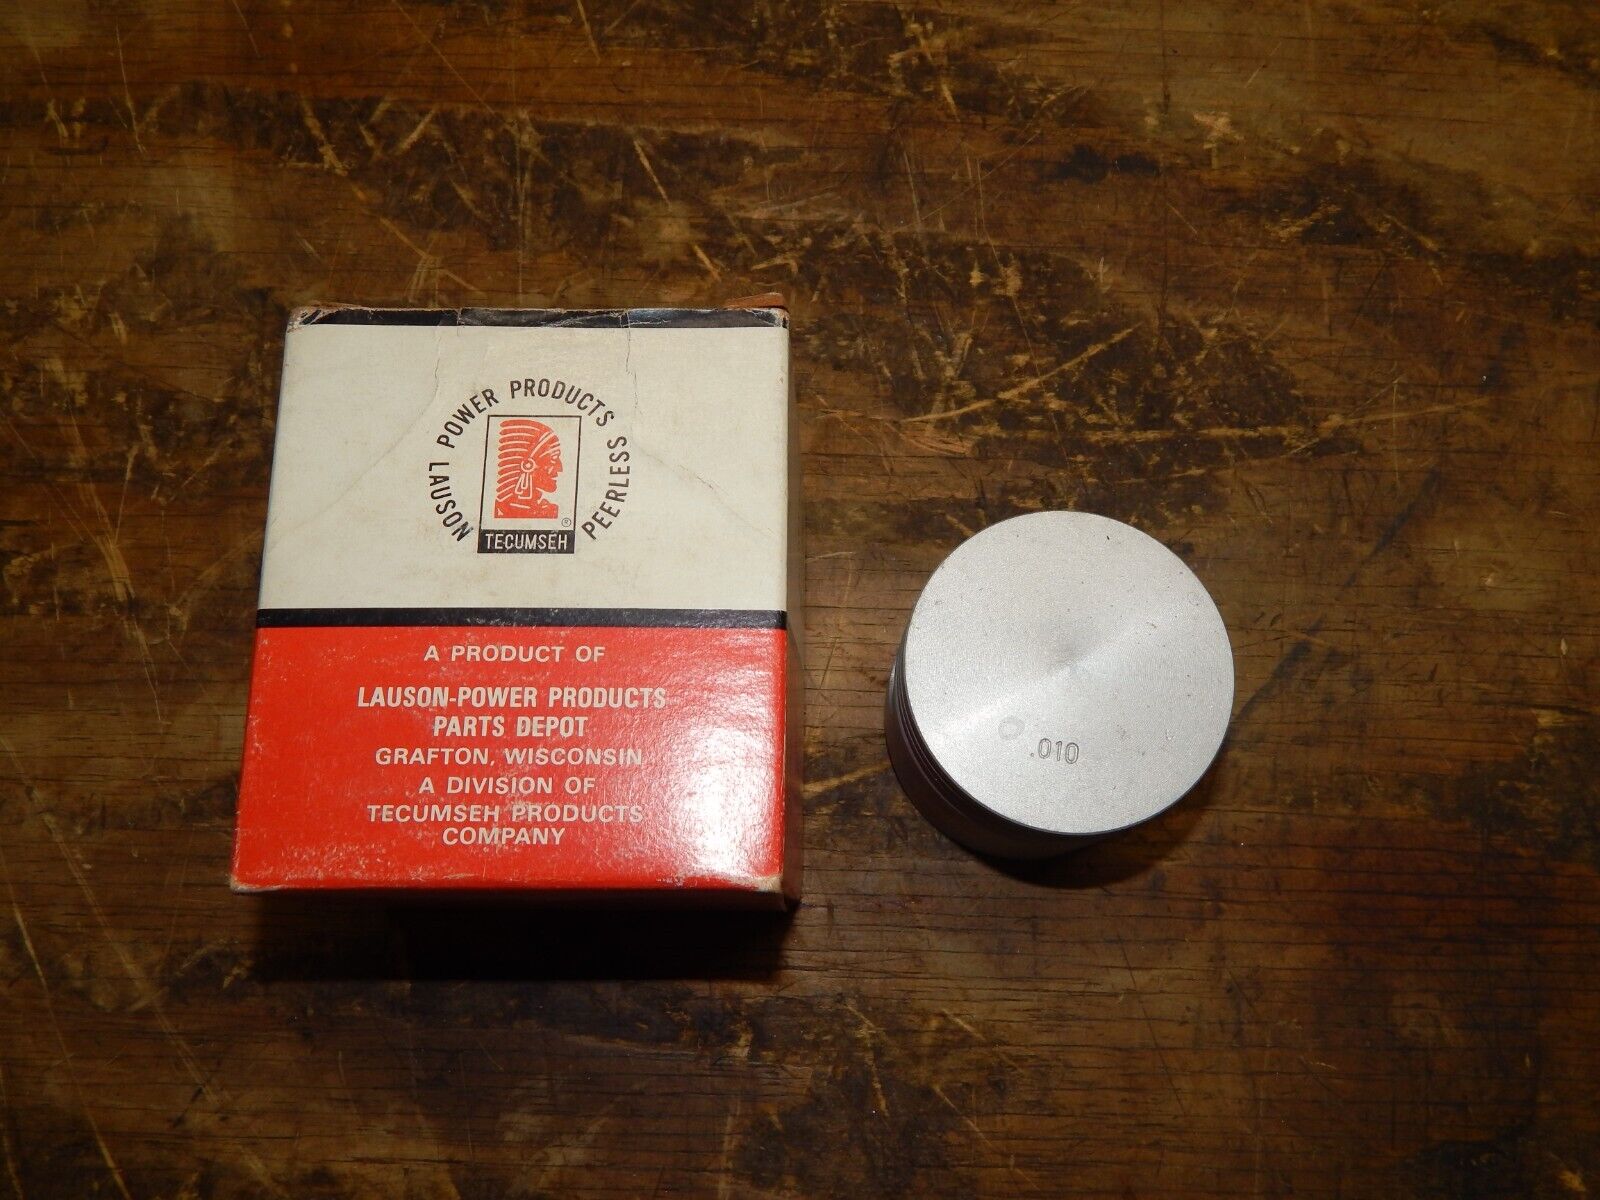 LAUSON POWER PRODUCTS PEERLESS
®
TECUMSEH
A PRODUCT OF
LAUSON-POWER PRODUCTS
PARTS DEPOT
GRAFTON, WISCONSIN
A DIVISION OF
TECUMSEH PRODUCTS
COMPANY
.010